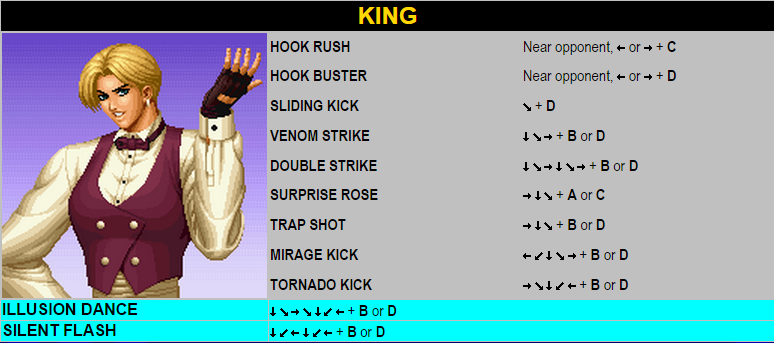 KING
HOOK RUSH Near opponent, ← or → + C
HOOK BUSTER Near opponent, ← or → + D
SLIDING KICK ↘ + D
VENOM STRIKE ↓↘→ + B or D
DOUBLE STRIKE ↓↘→↓↘→ + B or D
SURPRISE ROSE →↓↘ + A or C
TRAP SHOT →↓↘ + B or D
MIRAGE KICK ←↙↓↘→ + B or D
TORNADO KICK →↘↓↙← + B or D
ILLUSION DANCE ↓↘→↘↓↙← + B or D
SILENT FLASH ↓↙←↓↙← + B or D